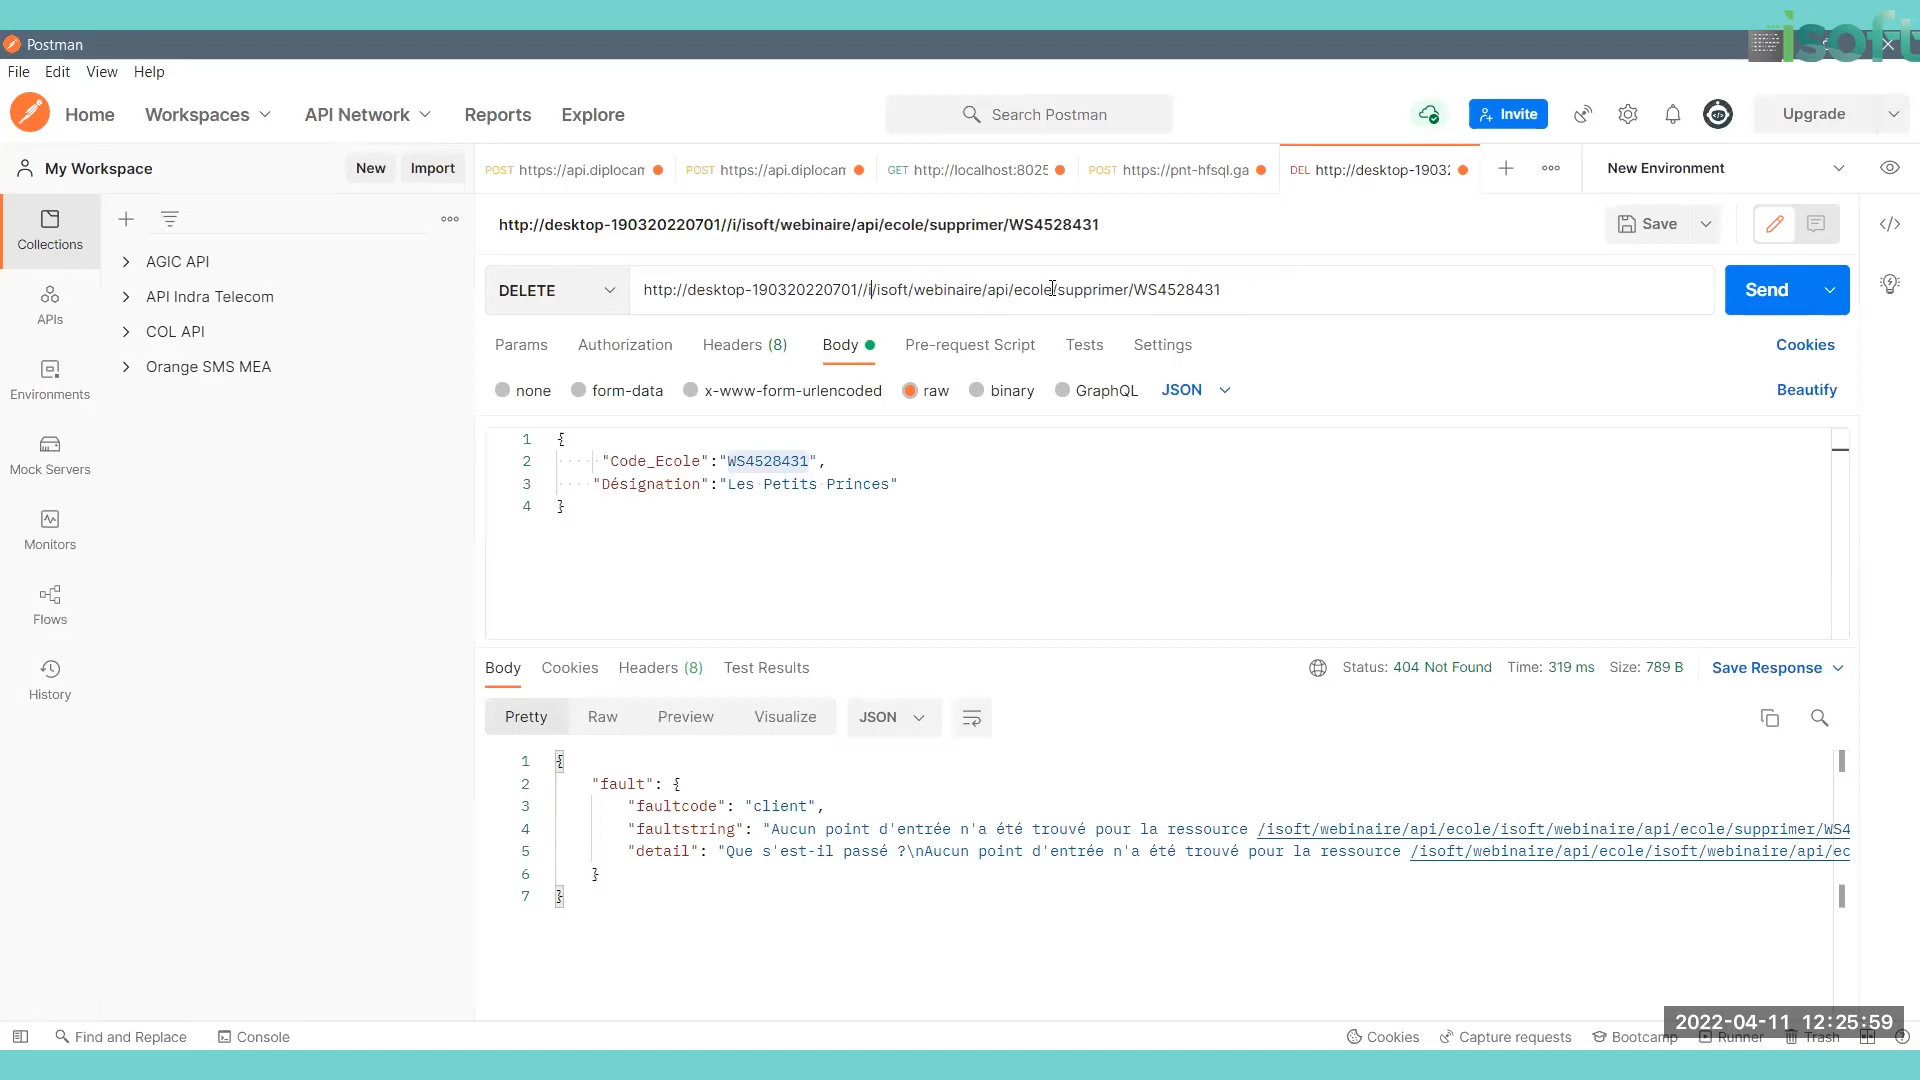 isoft
Postman
File Edit View Help
Home Workspaces API Network Reports Explore
Search Postman
Invite
Upgrade
My Workspace
New Import
POST https://api.diplocam
POST https://api.diplocam
GET http://localhost:8025
POST https://pnt-hfsql.ga
DEL http://desktop-19032
New Environment
http://desktop-190320220701//i/isoft/webinaire/api/ecole/supprimer/WS4528431
Save
Collections
APIs
Environments
Mock Servers
Monitors
Flows
History
AGIC API
API Indra Telecom
COL API
Orange SMS MEA
DELETE
http://desktop-190320220701//i/isoft/webinaire/api/ecole/supprimer/WS4528431
Send
Params Authorization Headers (8) Body Pre-request Script Tests Settings
Cookies
none form-data x-www-form-urlencoded raw binary GraphQL JSON
Beautify
1 {
2 "Code_Ecole":"WS4528431",
3 "Désignation":"Les Petits Princes"
4 }
Body Cookies Headers (8) Test Results
Status: 404 Not Found Time: 319 ms Size: 789 B Save Response
Pretty Raw Preview Visualize JSON
1 {
2 "fault": {
3 "faultcode": "client",
4 "faultstring": "Aucun point d'entrée n'a été trouvé pour la ressource /isoft/webinaire/api/ecole/isoft/webinaire/api/ecole/supprimer/WS4
5 "detail": "Que s'est-il passé ?\nAucun point d'entrée n'a été trouvé pour la ressource /isoft/webinaire/api/ecole/isoft/webinaire/api/ec
6 }
7 }
2022-04-11 12:25:59
Find and Replace Console
Cookies Capture requests Bootcamp Runner Trash